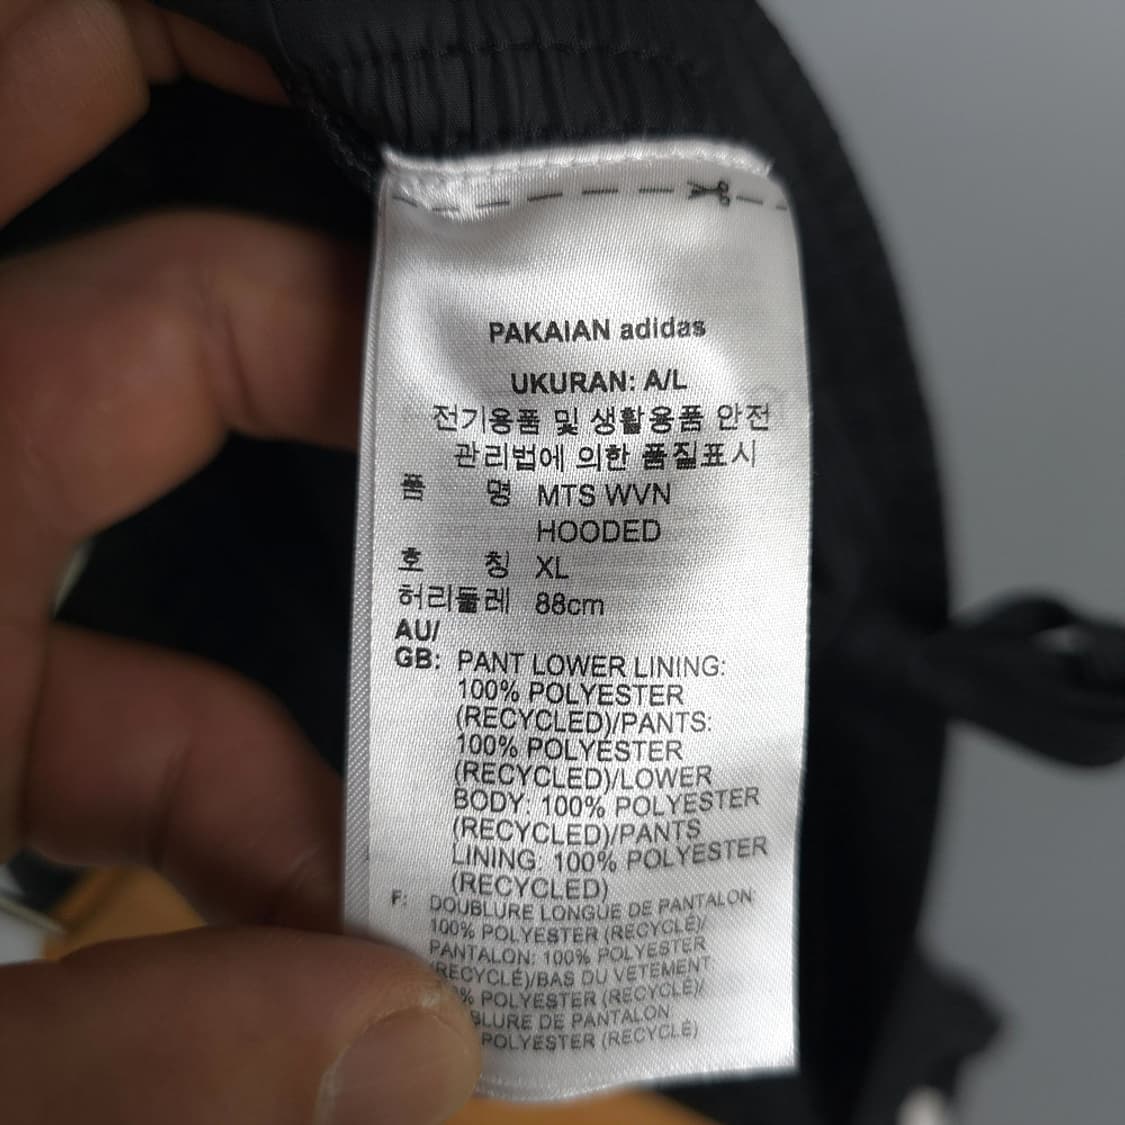 PAKAIAN adidas
UKURAN: A/L
전기용품 및 생활용품 안전
관리법에 의한 품질표시
품 명 MTS WVN
HOODED
호 칭 XL
허리둘레 88cm
AU/
GB: PANT LOWER LINING:
100% POLYESTER
(RECYCLED)/PANTS:
100% POLYESTER
(RECYCLED)/LOWER
BODY: 100% POLYESTER
(RECYCLED)/PANTS
LINING: 100% POLYESTER
(RECYCLED)
F: DOUBLURE LONGUE DE PANTALON:
100% POLYESTER (RECYCLÉ)/
PANTALON: 100% POLYESTER
(RECYCLÉ)/BAS DU VETEMENT:
% POLYESTER (RECYCLÉ)/
DE PANTALON:
POLYESTER (RECYCLÉ)